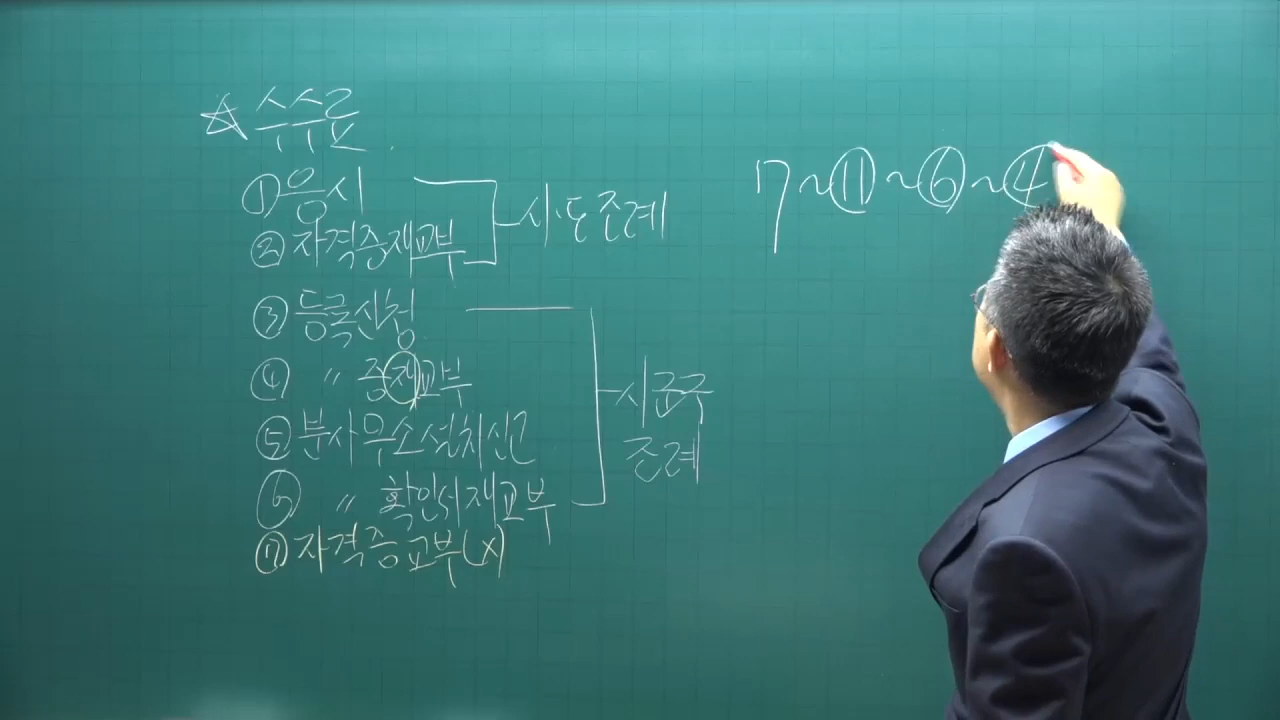 ☆ 수수료
① 응시
② 자격증재교부
시·도 조례
③ 등록신청
④ 〃 증재교부
⑤ 분사무소설치신고
⑥ 〃 확인서재교부
시군구
조례
⑦ 자격증교부(X)
7~⑪~⑥~④